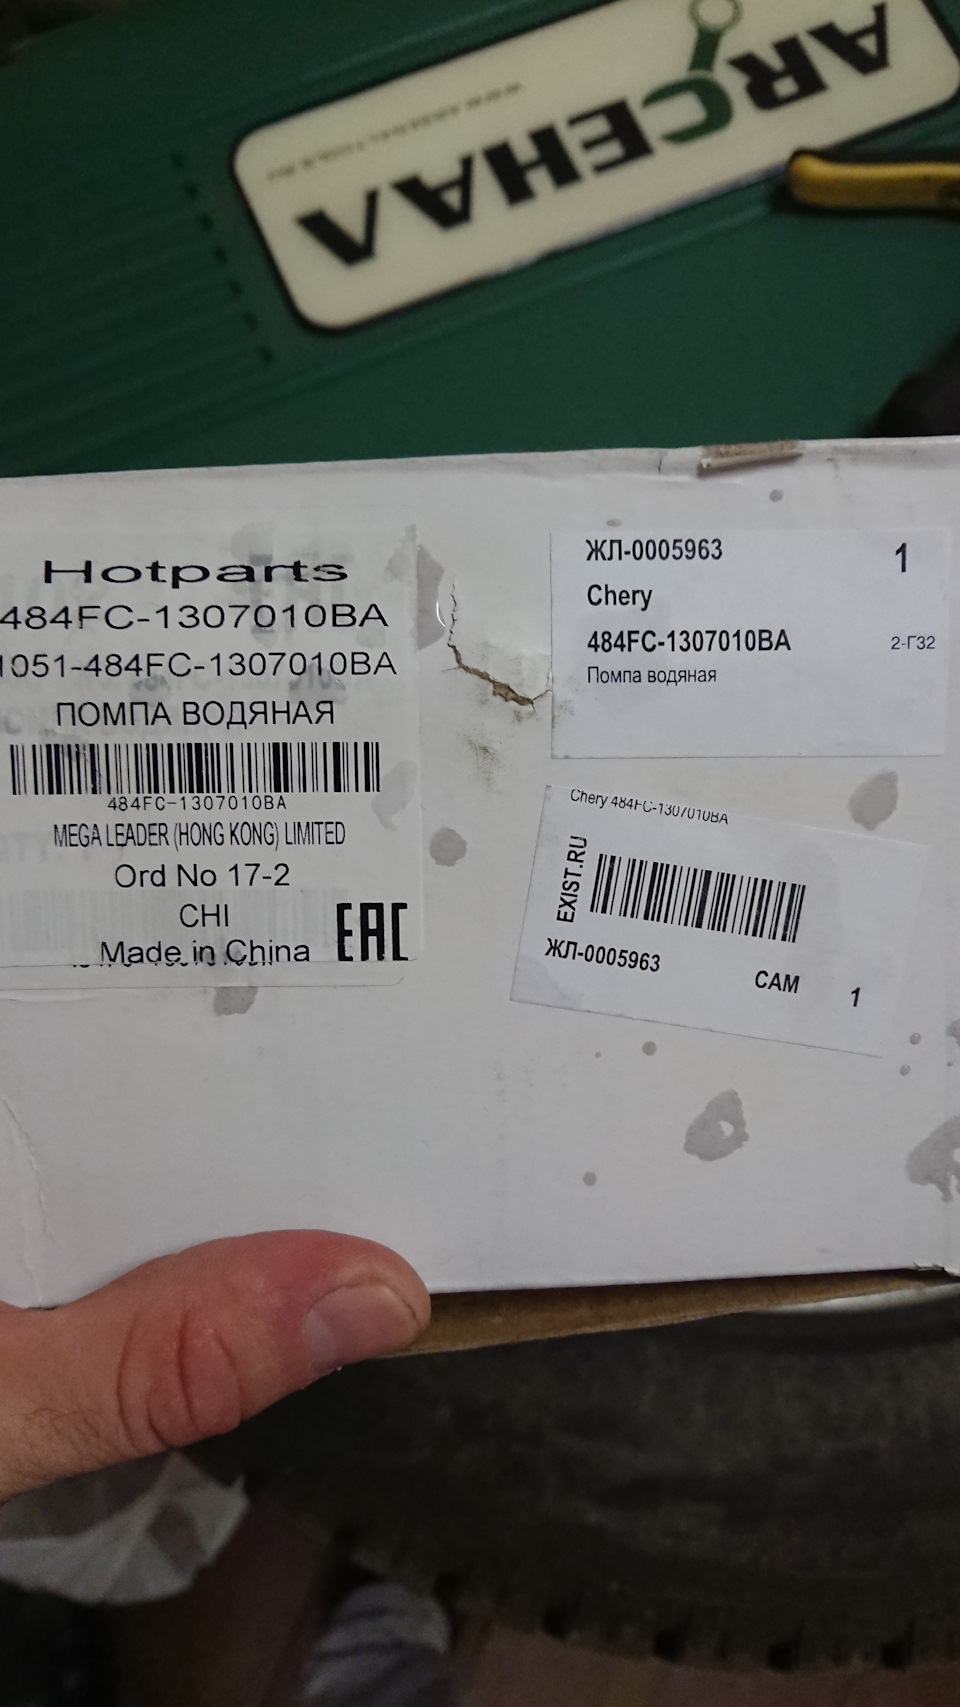 АРСЕНАЛ
Hotparts
484FC-1307010BA
1051-484FC-1307010BA
ПОМПА ВОДЯНАЯ
484FC-1307010BA
MEGA LEADER (HONG KONG) LIMITED
Ord No 17-2
CHI
Made in China
EAC
ЖЛ-0005963
1
Chery
484FC-1307010BA
2-Г32
Помпа водяная
Chery 484FC-1307010BA
EXIST.RU
ЖЛ-0005963
САМ
1